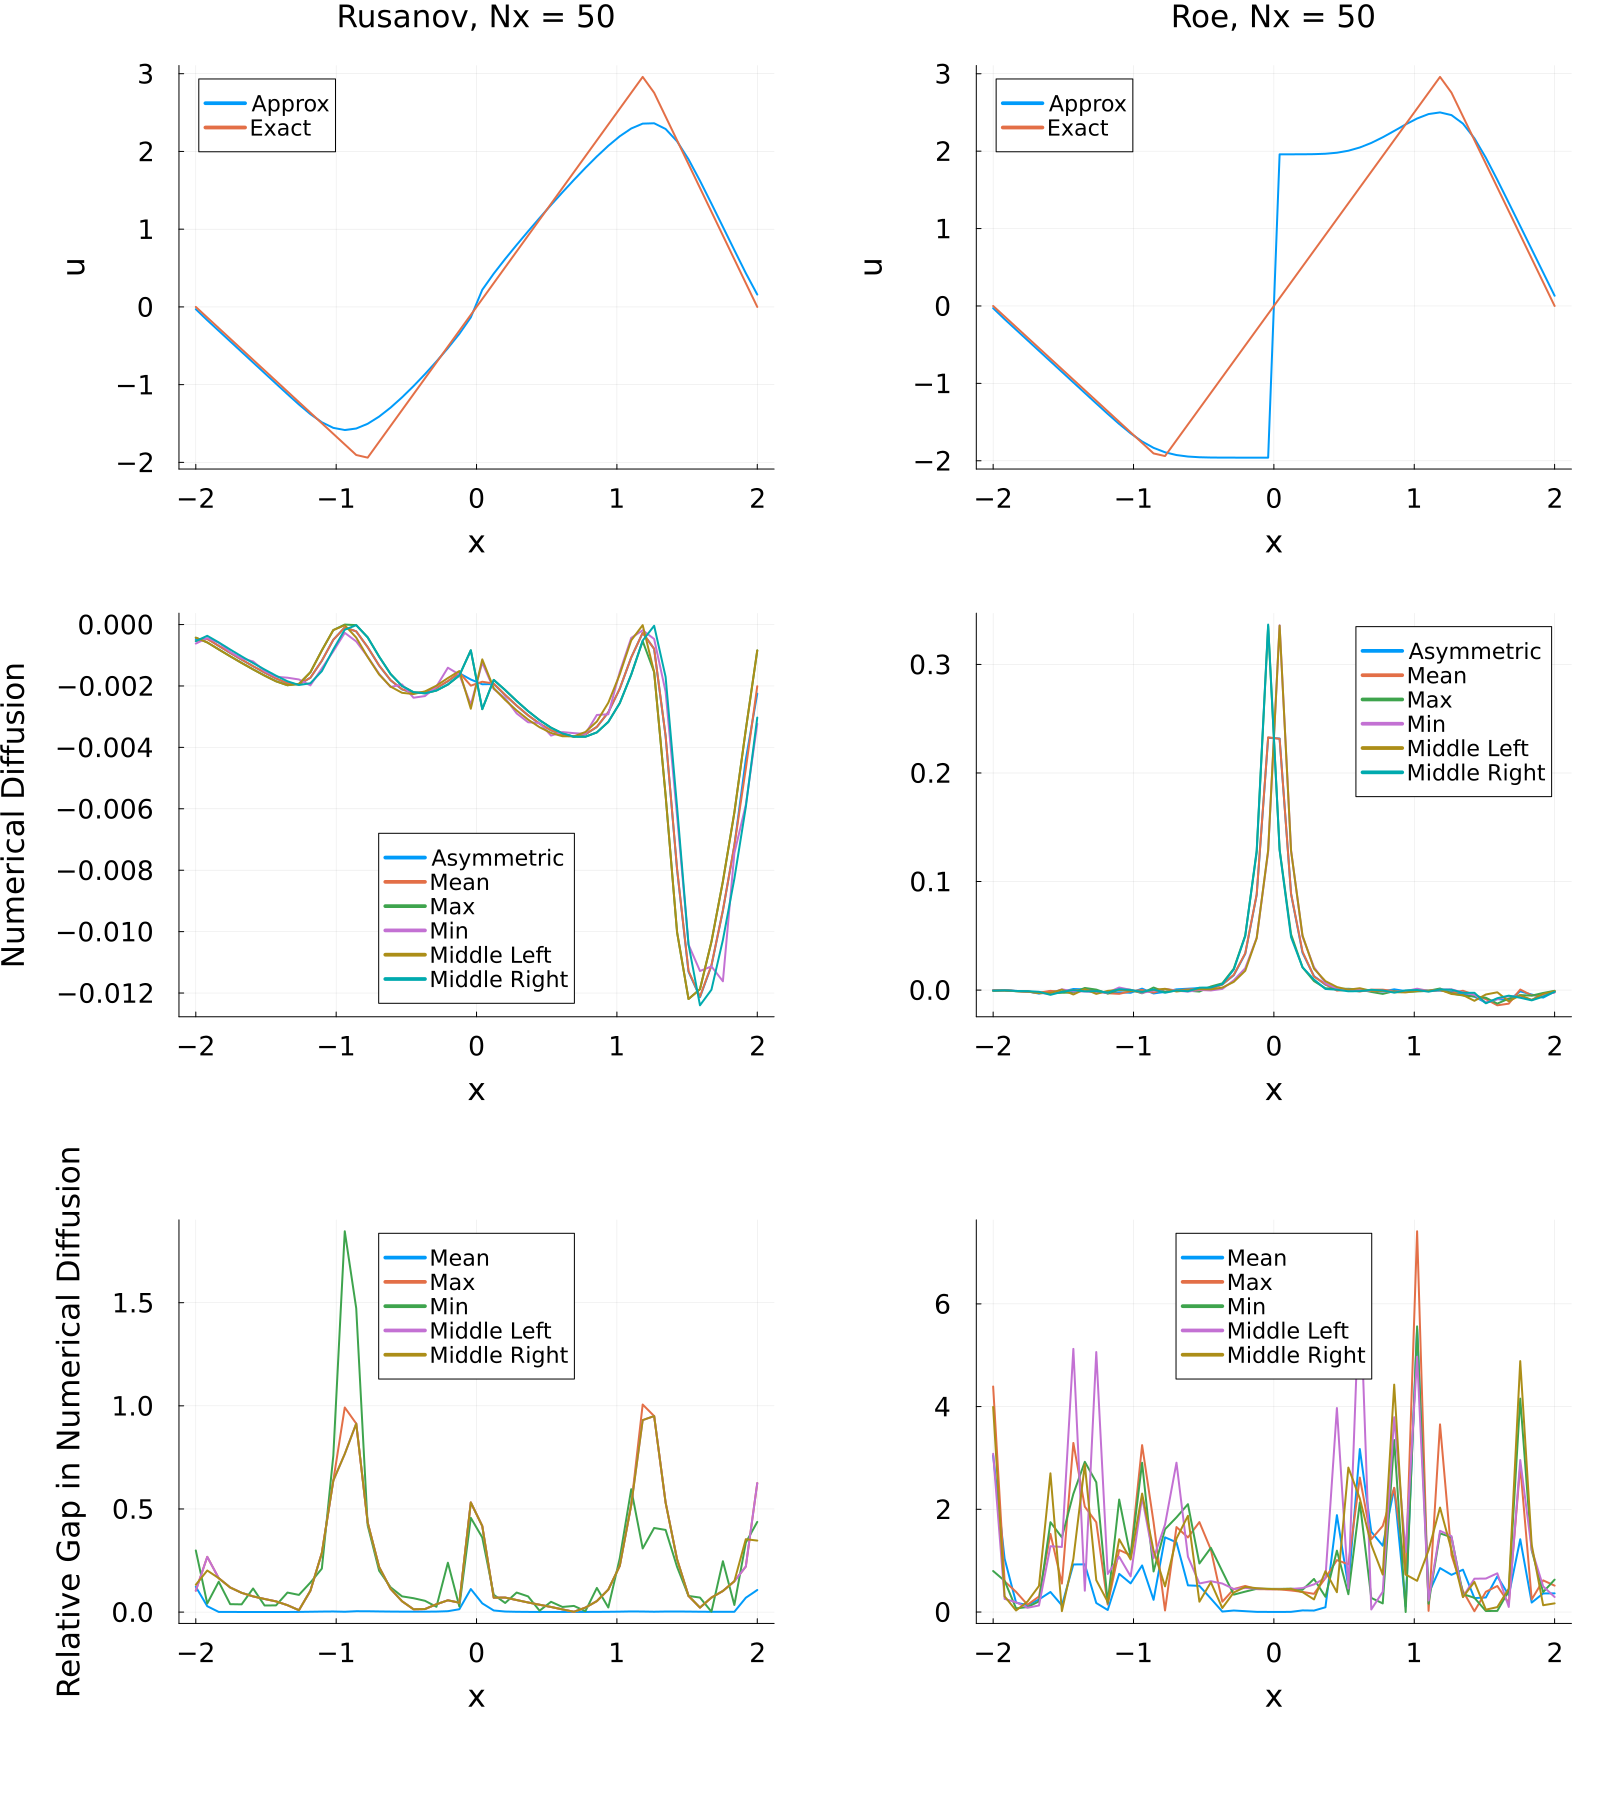 Rusanov, Nx = 50
Roe, Nx = 50
3
2
1
0
−1
−2
u
Approx
Exact
−2 −1 0 1 2
x
3
2
1
0
−1
−2
u
Approx
Exact
−2 −1 0 1 2
x
Numerical Diffusion
0.000
−0.002
−0.004
−0.006
−0.008
−0.010
−0.012
Asymmetric
Mean
Max
Min
Middle Left
Middle Right
−2 −1 0 1 2
x
0.3
0.2
0.1
0.0
Asymmetric
Mean
Max
Min
Middle Left
Middle Right
−2 −1 0 1 2
x
Relative Gap in Numerical Diffusion
1.5
1.0
0.5
0.0
Mean
Max
Min
Middle Left
Middle Right
−2 −1 0 1 2
x
6
4
2
0
Mean
Max
Min
Middle Left
Middle Right
−2 −1 0 1 2
x